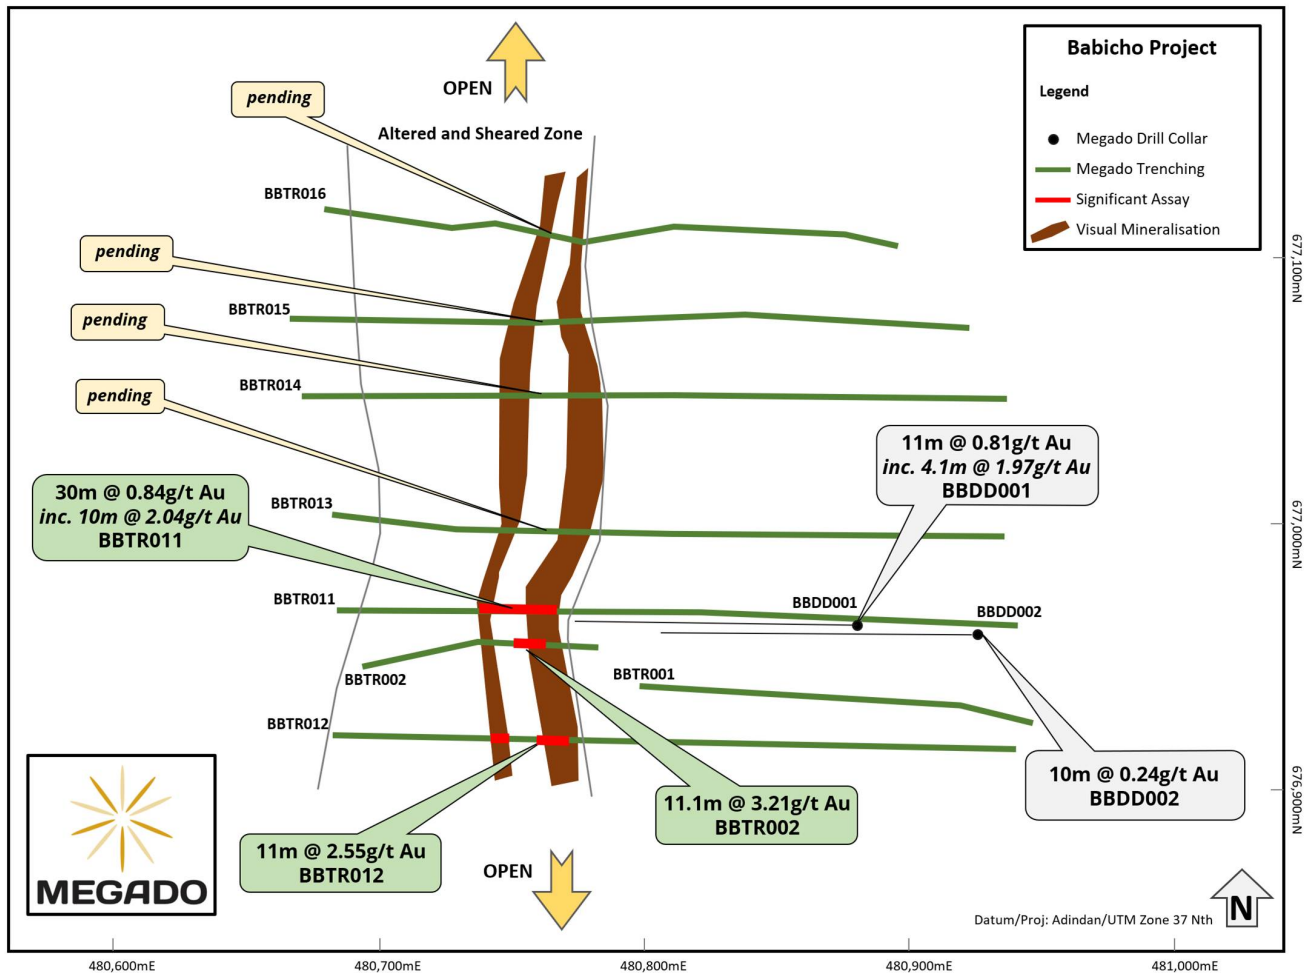 Babicho Project
Legend
Megado Drill Collar
Megado Trenching
Significant Assay
Visual Mineralisation
OPEN
pending
Altered and Sheared Zone
BBTR016
pending
BBTR015
pending
BBTR014
pending
11m @ 0.81g/t Au
inc. 4.1m @ 1.97g/t Au
BBDD001
30m @ 0.84g/t Au
inc. 10m @ 2.04g/t Au
BBTR011
BBTR013
BBTR011
BBDD001
BBDD002
BBTR002
BBTR001
BBTR012
10m @ 0.24g/t Au
BBDD002
11.1m @ 3.21g/t Au
BBTR002
11m @ 2.55g/t Au
BBTR012
OPEN
MEGADO
N
Datum/Proj: Adindan/UTM Zone 37 Nth
677,100mN
677,000mN
676,900mN
480,600mE
480,700mE
480,800mE
480,900mE
481,000mE